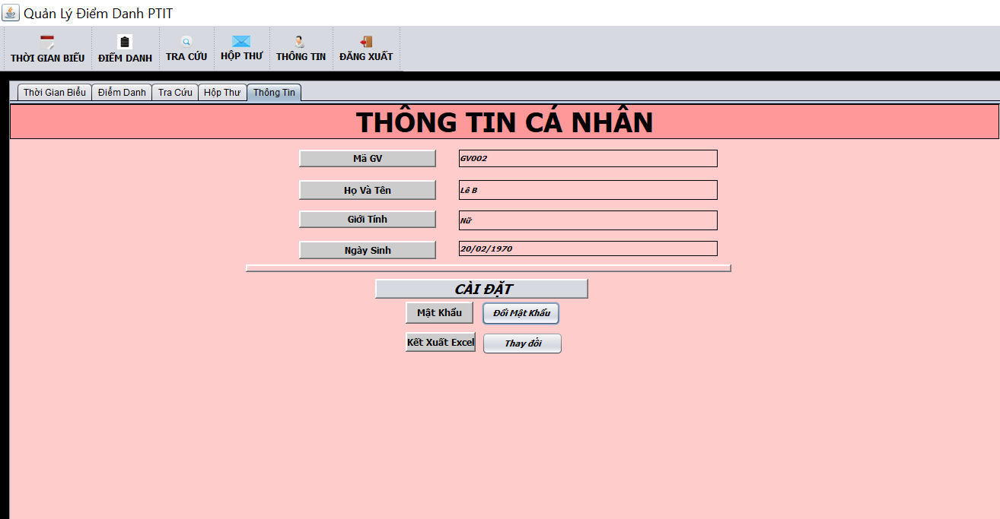 Quản Lý Điểm Danh PTIT
THỜI GIAN BIỂU ĐIỂM DANH TRA CỨU HỘP THƯ THÔNG TIN ĐĂNG XUẤT
Thời Gian Biểu Điểm Danh Tra Cứu Hộp Thư Thông Tin
THÔNG TIN CÁ NHÂN
Mã GV GV002
Họ Và Tên Lê B
Giới Tính Nữ
Ngày Sinh 20/02/1970
CÀI ĐẶT
Mật Khẩu Đổi Mật Khẩu
Kết Xuất Excel Thay đổi